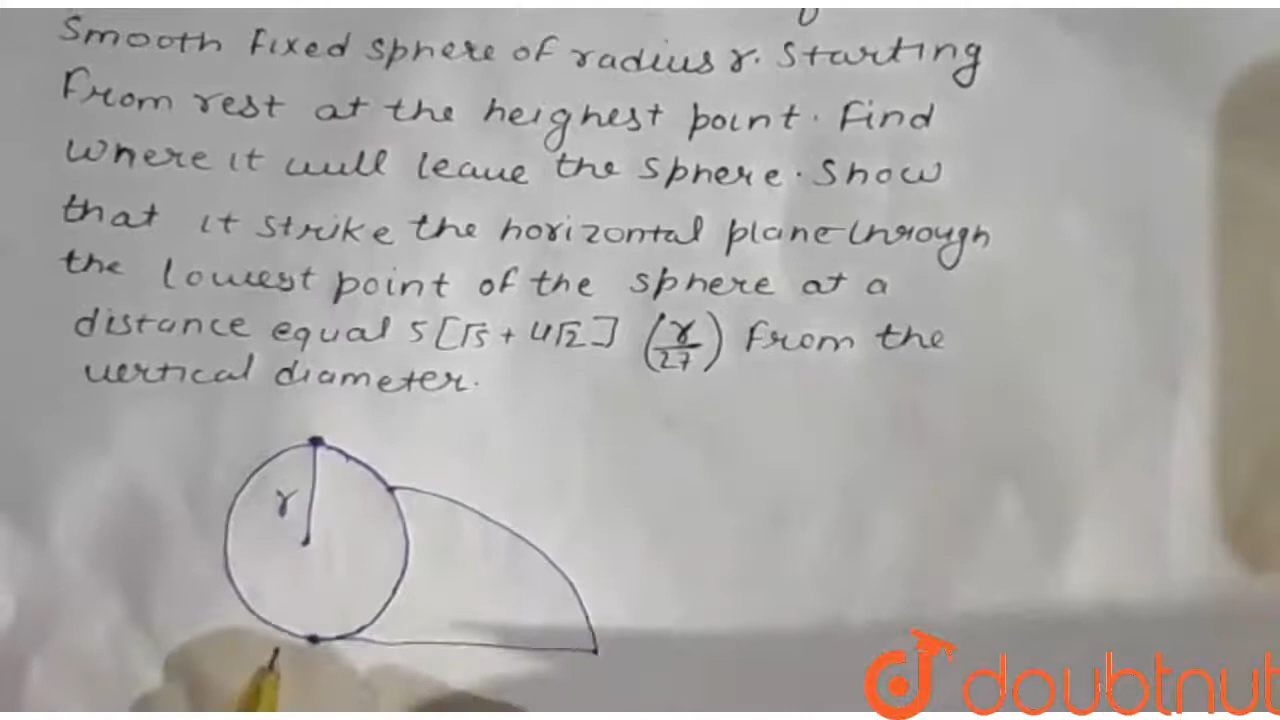 Smooth Fixed sphere of radius r. Starting
From rest at the heighest point. Find
where it will leave the sphere. Show
that it strike the horizontal plane through
the lowest point of the sphere at a
distance equal 5[√5 + 4√2] (r/27) From the
vertical diameter.
r
doubtnut